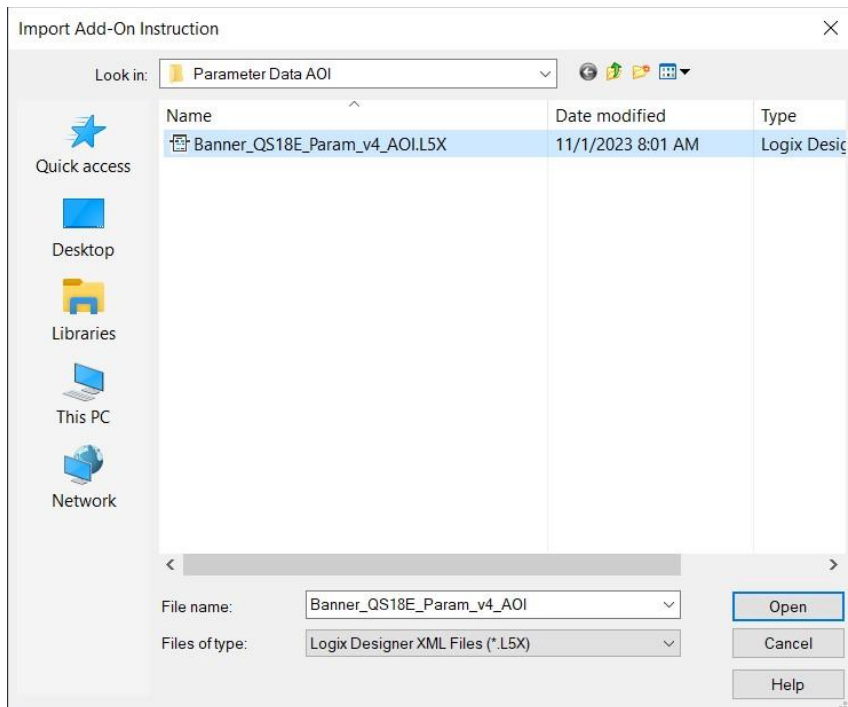 Import Add-On Instruction
Look in: Parameter Data AOI
Name Date modified Type
Banner_QS18E_Param_v4_AOI.L5X 11/1/2023 8:01 AM Logix Desig
Quick access
Desktop
Libraries
This PC
Network
File name: Banner_QS18E_Param_v4_AOI Open
Files of type: Logix Designer XML Files (*.L5X) Cancel
Help